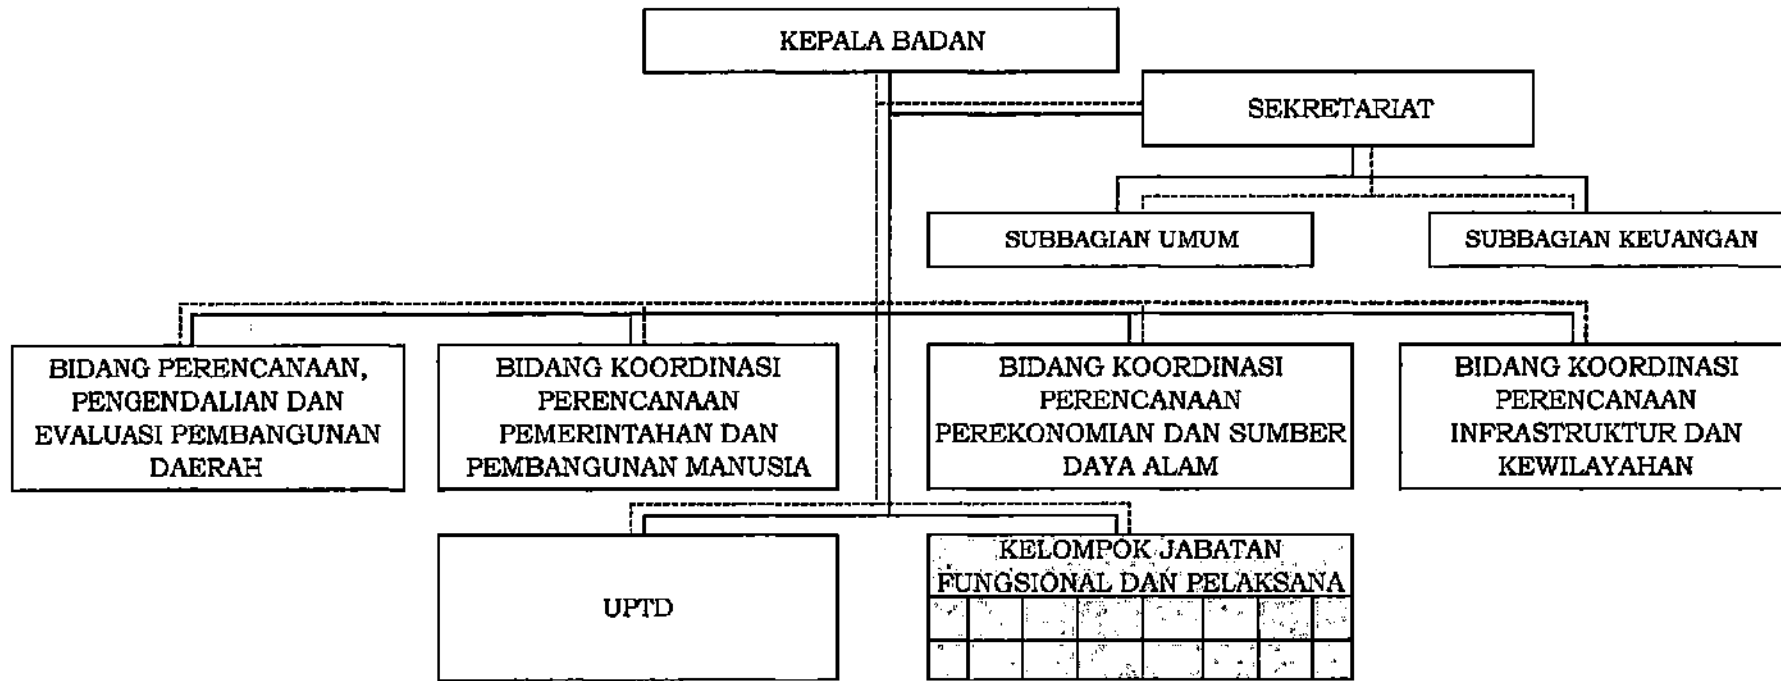 KEPALA BADAN
SEKRETARIAT
SUBBAGIAN UMUM
SUBBAGIAN KEUANGAN
BIDANG PERENCANAAN,
PENGENDALIAN DAN
EVALUASI PEMBANGUNAN
DAERAH
BIDANG KOORDINASI
PERENCANAAN
PEMERINTAHAN DAN
PEMBANGUNAN MANUSIA
BIDANG KOORDINASI
PERENCANAAN
PEREKONOMIAN DAN SUMBER
DAYA ALAM
BIDANG KOORDINASI
PERENCANAAN
INFRASTRUKTUR DAN
KEWILAYAHAN
UPTD
KELOMPOK JABATAN
FUNGSIONAL DAN PELAKSANA